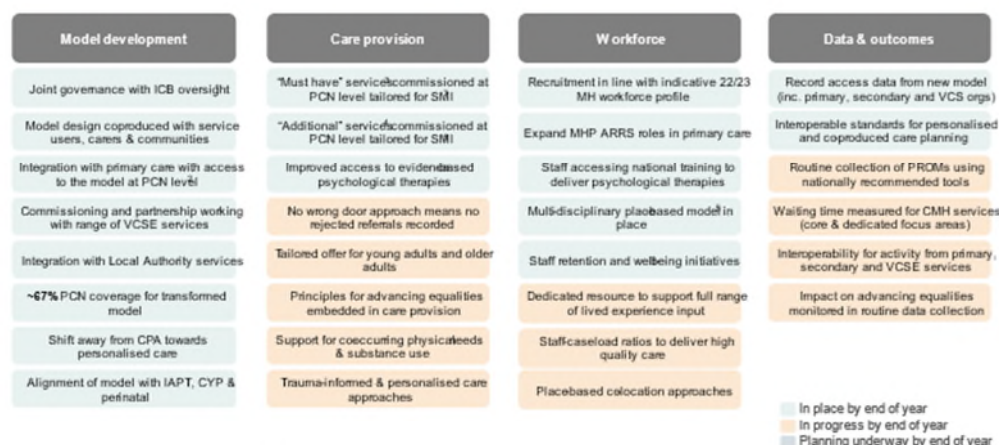 Model development
Joint governance with ICB oversight
Model design coproduced with service
users, carers & communities
Integration with primary care with access
to the model at PCN level
Commissioning and partnership working
with range of VCSE services
Integration with Local Authority services
~67% PCN coverage for transformed
model
Shift away from CPA towards
personalised care
Alignment of model with IAPT, CYP &
perinatal
Care provision
"Must have" services commissioned at
PCN level tailored for SMI
"Additional" services commissioned at
PCN level tailored for SMI
Improved access to evidencebased
psychological therapies
No wrong door approach means no
rejected referrals recorded
Tailored offer for young adults and older
adults
Principles for advancing equalities
embedded in care provision
Support for cooccurring physical needs
& substance use
Trauma-informed & personalised care
approaches
Workforce
Recruitment in line with indicative 22/23
MH workforce profile
Expand MHP ARRS roles in primary care
Staff accessing national training to
deliver psychological therapies
Multi-disciplinary placebased model in
place
Staff retention and wellbeing initiatives
Dedicated resource to support full range
of lived experience input
Staff-caseload ratios to deliver high
quality care
Placebased colocation approaches
Data & outcomes
Record access data from new model
(inc. primary, secondary and VCS orgs)
Interoperable standards for personalised
and coproduced care planning
Routine collection of PROMs using
nationally recommended tools
Waiting time measured for CMH services
(core & dedicated focus areas)
Interoperability for activity from primary,
secondary and VCSE services
Impact on advancing equalities
monitored in routine data collection
In place by end of year
In progress by end of year
Planning underway by end of year